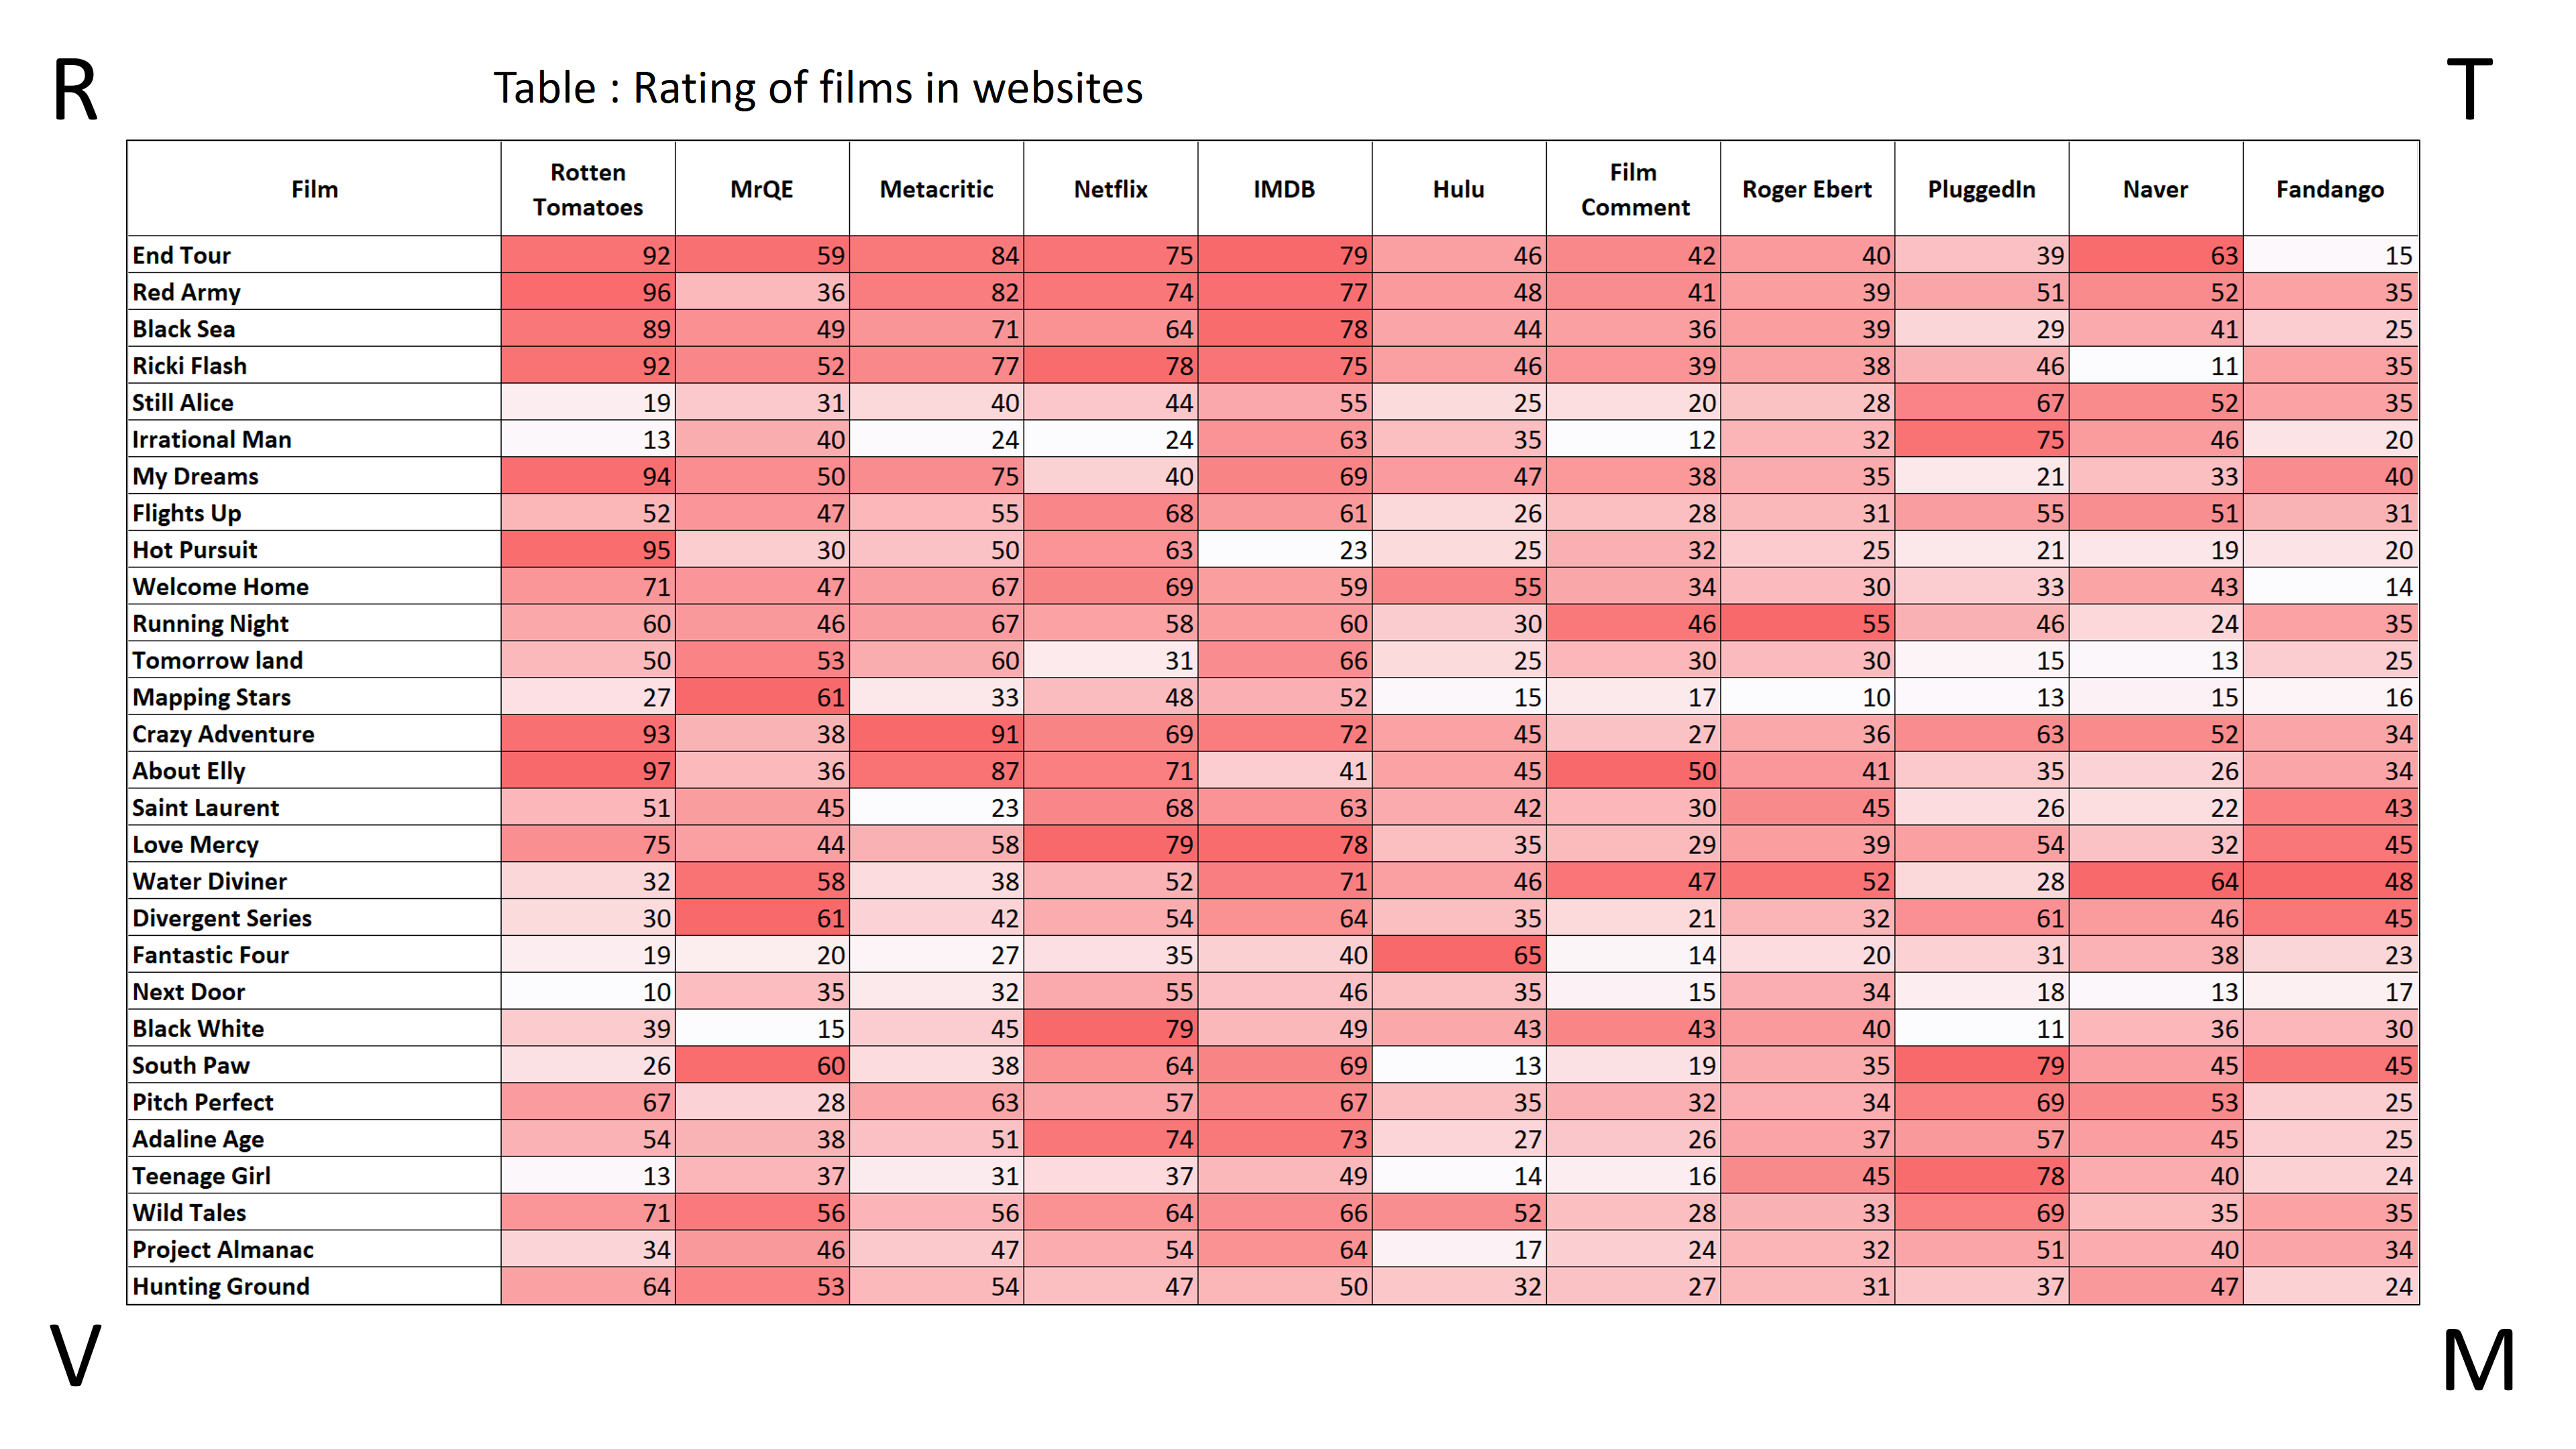 R
T
Table : Rating of films in websites
Film Rotten Tomatoes MrQE Metacritic Netflix IMDB Hulu Film Comment Roger Ebert PluggedIn Naver Fandango
End Tour 92 59 84 75 79 46 42 40 39 63 15
Red Army 96 36 82 74 77 48 41 39 51 52 35
Black Sea 89 49 71 64 78 44 36 39 29 41 25
Ricki Flash 92 52 77 78 75 46 39 38 46 11 35
Still Alice 19 31 40 44 55 25 20 28 67 52 35
Irrational Man 13 40 24 24 63 35 12 32 75 46 20
My Dreams 94 50 75 40 69 47 38 35 21 33 40
Flights Up 52 47 55 68 61 26 28 31 55 51 31
Hot Pursuit 95 30 50 63 23 25 32 25 21 19 20
Welcome Home 71 47 67 69 59 55 34 30 33 43 14
Running Night 60 46 67 58 60 30 46 55 46 24 35
Tomorrow land 50 53 60 31 66 25 30 30 15 13 25
Mapping Stars 27 61 33 48 52 15 17 10 13 15 16
Crazy Adventure 93 38 91 69 72 45 27 36 63 52 34
About Elly 97 36 87 71 41 45 50 41 35 26 34
Saint Laurent 51 45 23 68 63 42 30 45 26 22 43
Love Mercy 75 44 58 79 78 35 29 39 54 32 45
Water Diviner 32 58 38 52 71 46 47 52 28 64 48
Divergent Series 30 61 42 54 64 35 21 32 61 46 45
Fantastic Four 19 20 27 35 40 65 14 20 31 38 23
Next Door 10 35 32 55 46 35 15 34 18 13 17
Black White 39 15 45 79 49 43 43 40 11 36 30
South Paw 26 60 38 64 69 13 19 35 79 45 45
Pitch Perfect 67 28 63 57 67 35 32 34 69 53 25
Adaline Age 54 38 51 74 73 27 26 37 57 45 25
Teenage Girl 13 37 31 37 49 14 16 45 78 40 24
Wild Tales 71 56 56 64 66 52 28 33 69 35 35
Project Almanac 34 46 47 54 64 17 24 32 51 40 34
Hunting Ground 64 53 54 47 50 32 27 31 37 47 24
V
M